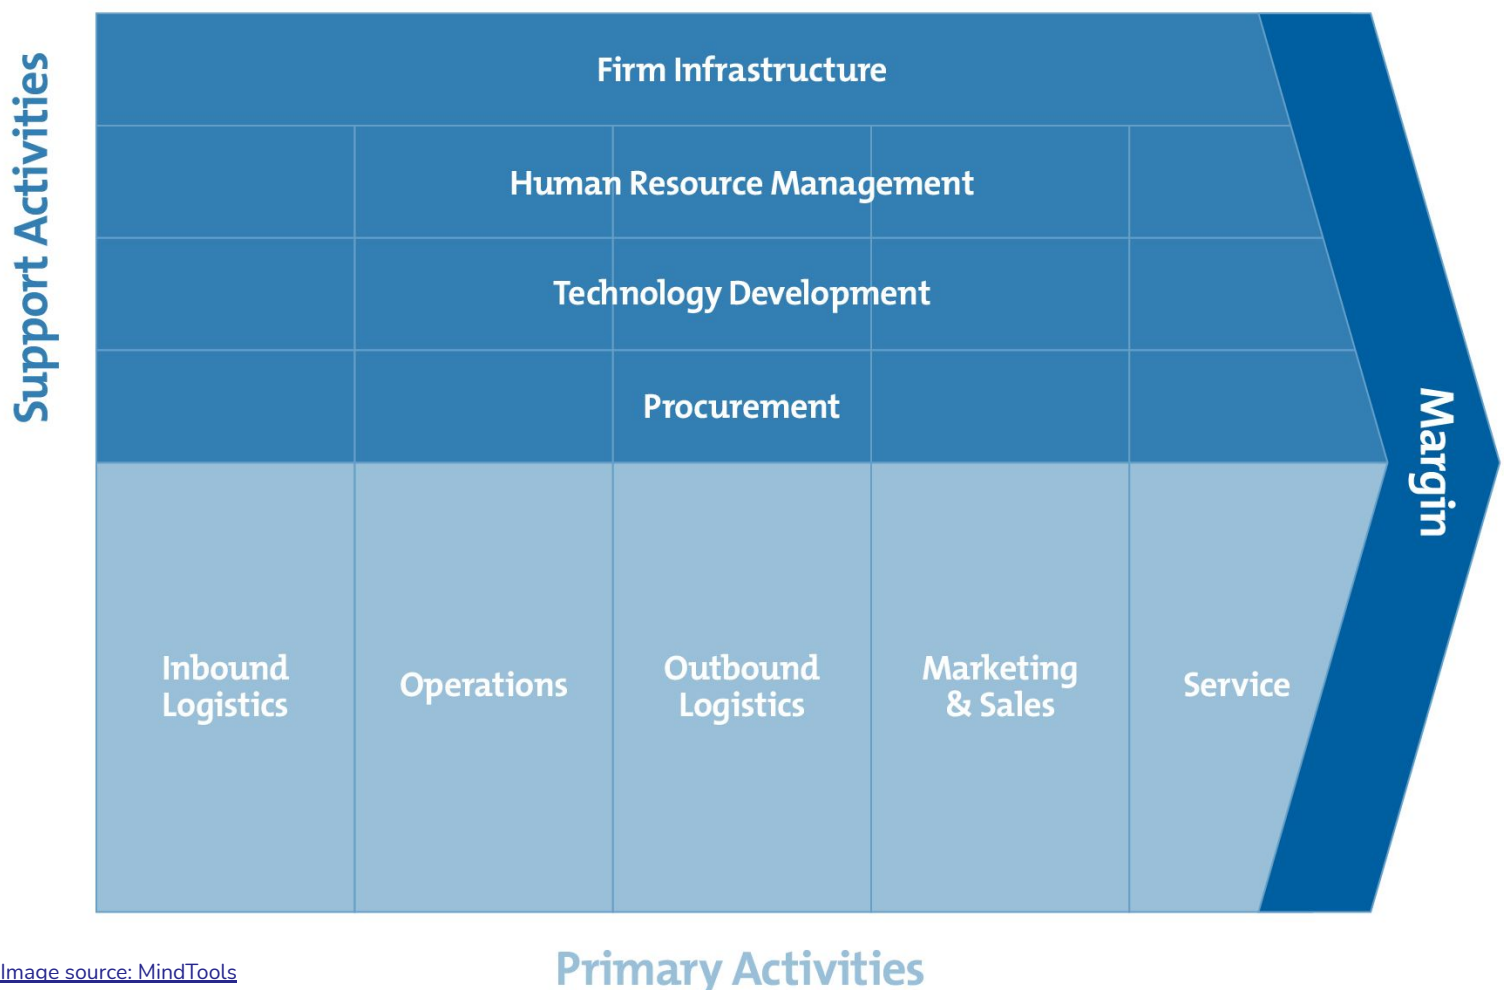 Support Activities
Firm Infrastructure
Human Resource Management
Technology Development
Procurement
Margin
Inbound
Logistics
Operations
Outbound
Logistics
Marketing
& Sales
Service
Primary Activities
Image source: MindTools